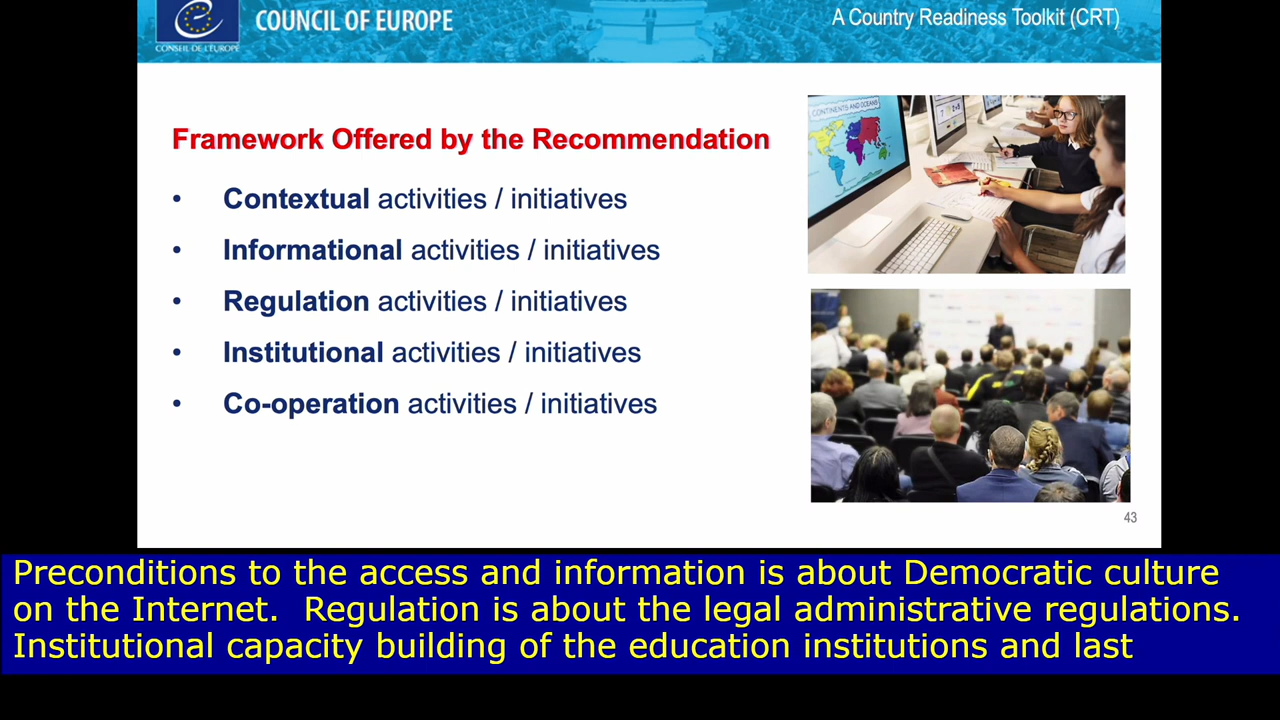 COUNCIL OF EUROPE
CONSEIL DE L'EUROPE
A Country Readiness Toolkit (CRT)
Framework Offered by the Recommendation
• Contextual activities / initiatives
• Informational activities / initiatives
• Regulation activities / initiatives
• Institutional activities / initiatives
• Co-operation activities / initiatives
CONTINENTS AND OCEANS
43
Preconditions to the access and information is about Democratic culture
on the Internet.  Regulation is about the legal administrative regulations.
Institutional capacity building of the education institutions and last